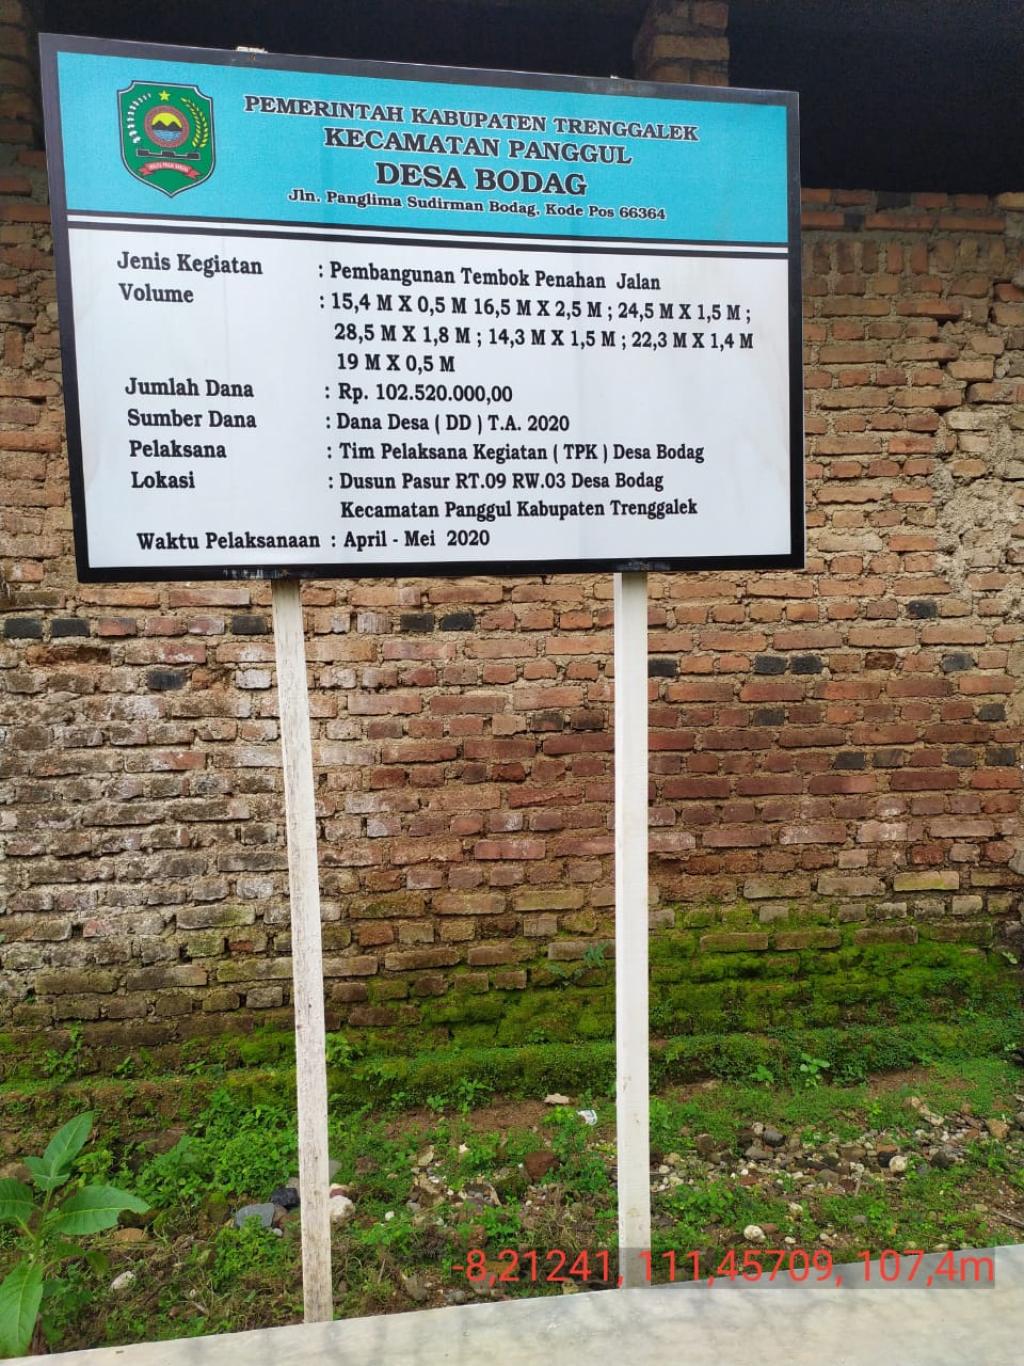 PEMERINTAH KABUPATEN TRENGGALEK
KECAMATAN PANGGUL
DESA BODAG
Jln. Panglima Sudirman Bodag, Kode Pos 66364
Jenis Kegiatan : Pembangunan Tembok Penahan Jalan
Volume : 15,4 M X 0,5 M 16,5 M X 2,5 M ; 24,5 M X 1,5 M ;
28,5 M X 1,8 M ; 14,3 M X 1,5 M ; 22,3 M X 1,4 M
19 M X 0,5 M
Jumlah Dana : Rp. 102.520.000,00
Sumber Dana : Dana Desa ( DD ) T.A. 2020
Pelaksana : Tim Pelaksana Kegiatan ( TPK ) Desa Bodag
Lokasi : Dusun Pasur RT.09 RW.03 Desa Bodag
Kecamatan Panggul Kabupaten Trenggalek
Waktu Pelaksanaan : April - Mei 2020
-8,21241, 111,45709, 107,4m